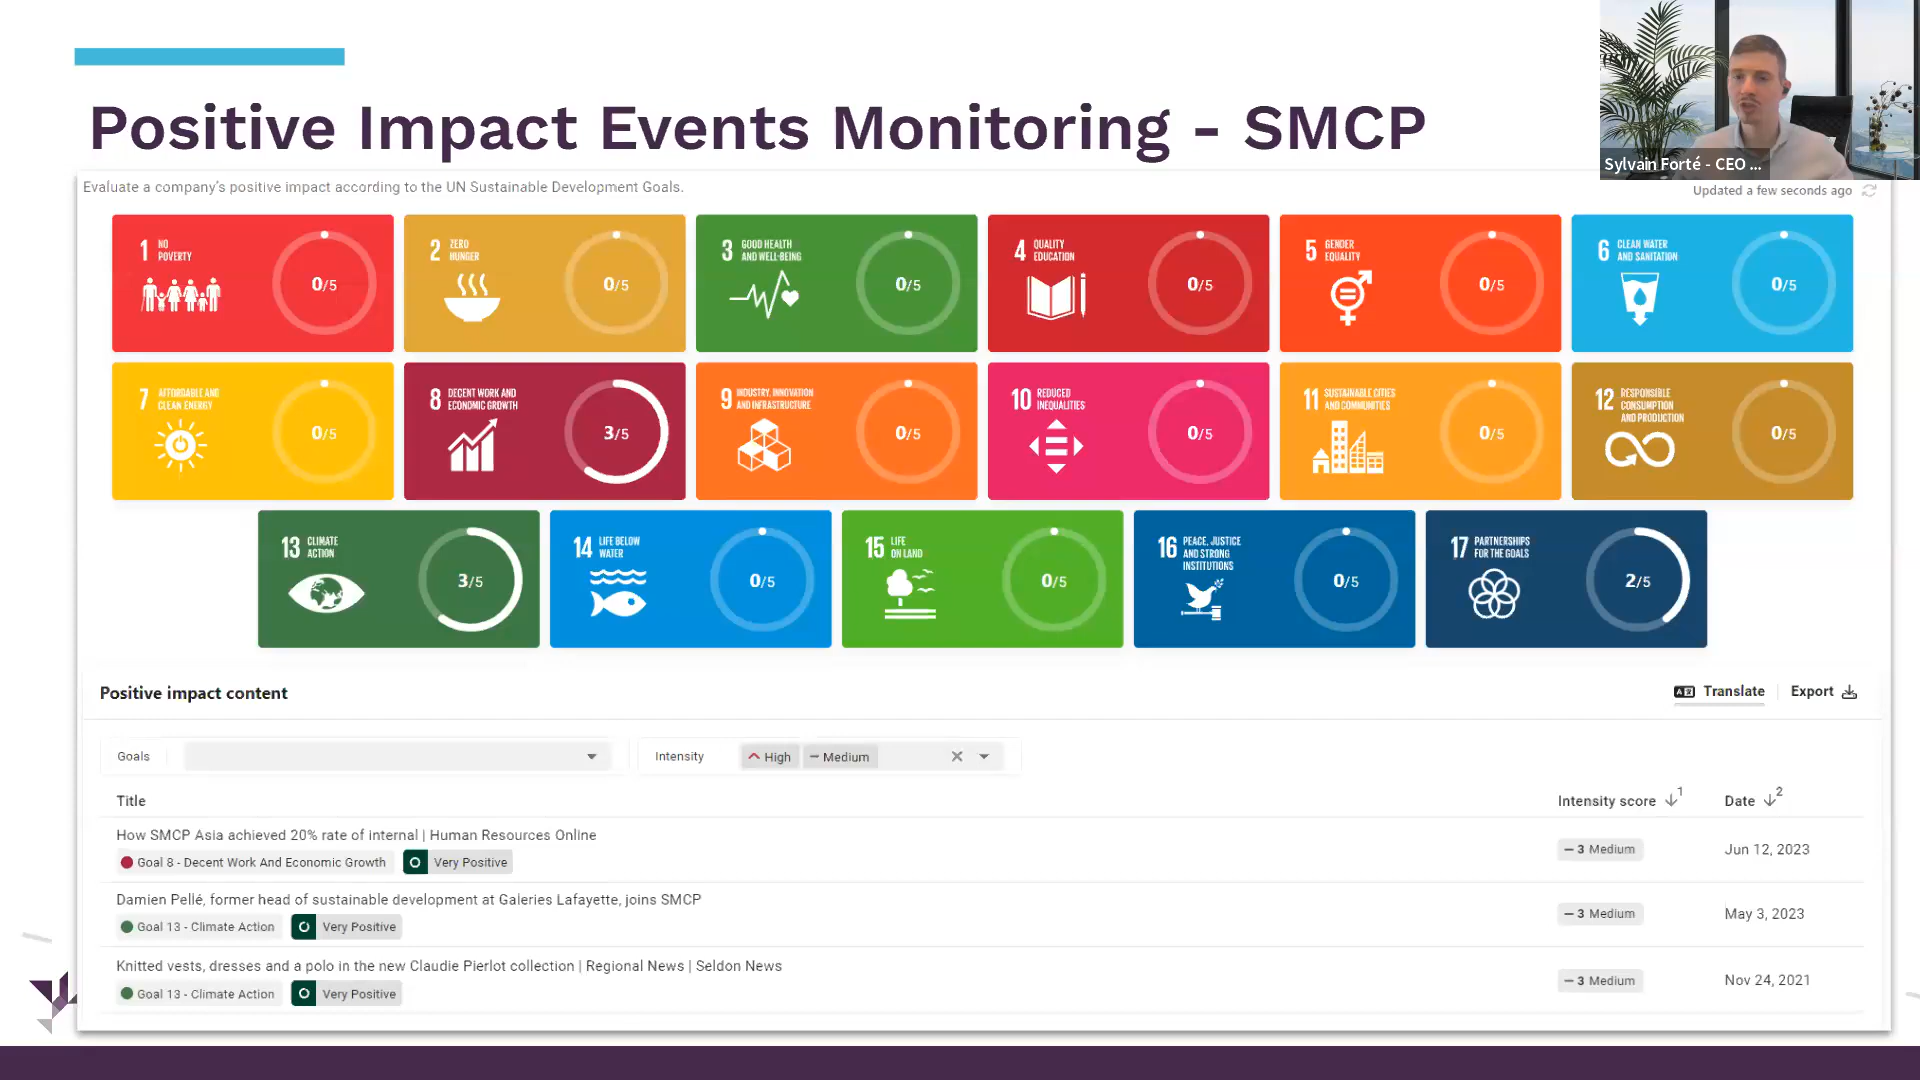 Positive Impact Events Monitoring - SMCP
Sylvain Forté - CEO ...
Evaluate a company's positive impact according to the UN Sustainable Development Goals.
Updated a few seconds ago
1 NO
POVERTY
0/5
2 ZERO
HUNGER
0/5
3 GOOD HEALTH
AND WELL-BEING
0/5
4 QUALITY
EDUCATION
0/5
5 GENDER
EQUALITY
0/5
6 CLEAN WATER
AND SANITATION
0/5
7 AFFORDABLE AND
CLEAN ENERGY
0/5
8 DECENT WORK AND
ECONOMIC GROWTH
3/5
9 INDUSTRY, INNOVATION
AND INFRASTRUCTURE
0/5
10 REDUCED
INEQUALITIES
0/5
11 SUSTAINABLE CITIES
AND COMMUNITIES
0/5
12 RESPONSIBLE
CONSUMPTION
AND PRODUCTION
0/5
13 CLIMATE
ACTION
3/5
14 LIFE BELOW
WATER
0/5
15 LIFE
ON LAND
0/5
16 PEACE, JUSTICE
AND STRONG
INSTITUTIONS
0/5
17 PARTNERSHIPS
FOR THE GOALS
2/5
Positive impact content
Translate
Export
Goals
Intensity
High
Medium
Title
Intensity score 1
Date 2
How SMCP Asia achieved 20% rate of internal | Human Resources Online
Goal 8 - Decent Work And Economic Growth
Very Positive
3 Medium
Jun 12, 2023
Damien Pellé, former head of sustainable development at Galeries Lafayette, joins SMCP
Goal 13 - Climate Action
Very Positive
3 Medium
May 3, 2023
Knitted vests, dresses and a polo in the new Claudie Pierlot collection | Regional News | Seldon News
Goal 13 - Climate Action
Very Positive
3 Medium
Nov 24, 2021